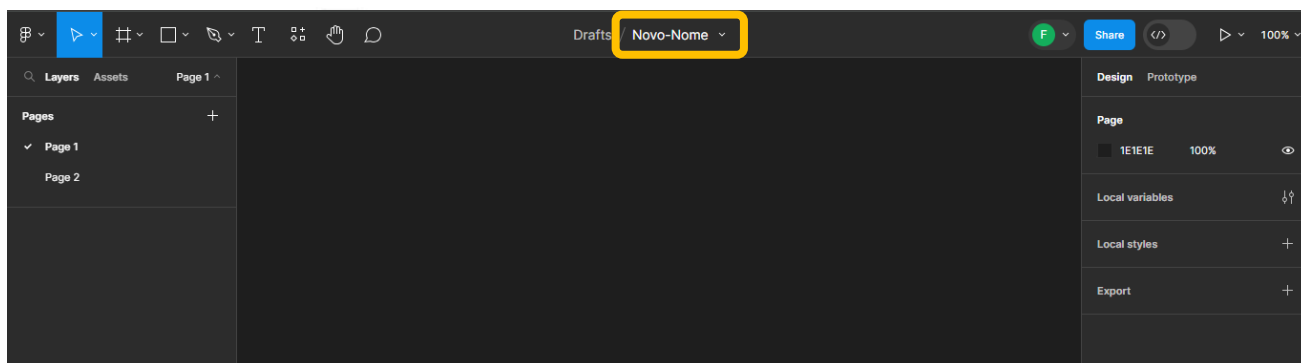 Drafts / Novo-Nome
F
Share
</>
100%
Layers Assets Page 1
Pages
Page 1
Page 2
Design Prototype
Page
1E1E1E 100%
Local variables
Local styles
Export